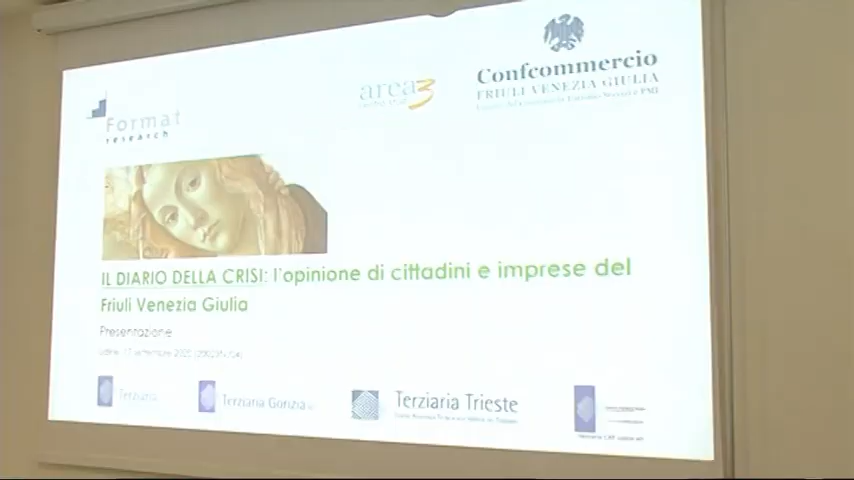 Format
research
area3
Confcommercio
FRIULI VENEZIA GIULIA
IL DIARIO DELLA CRISI: l'opinione di cittadini e imprese del
Friuli Venezia Giulia
Presentazione
Terziaria
Terziaria Gorizia
Terziaria Trieste